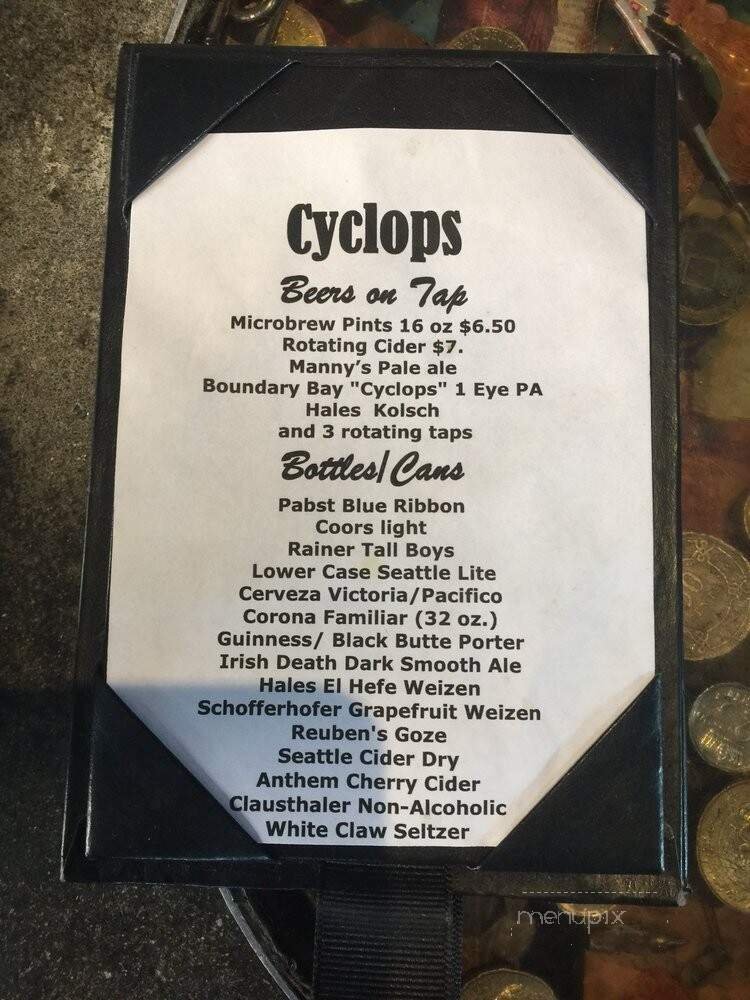 Cyclops
Beers on Tap
Microbrew Pints 16 oz $6.50
Rotating Cider $7.
Manny's Pale ale
Boundary Bay "Cyclops" 1 Eye PA
Hales Kolsch
and 3 rotating taps
Bottles/Cans
Pabst Blue Ribbon
Coors light
Rainer Tall Boys
Lower Case Seattle Lite
Cerveza Victoria/Pacifico
Corona Familiar (32 oz.)
Guinness/ Black Butte Porter
Irish Death Dark Smooth Ale
Hales El Hefe Weizen
Schofferhofer Grapefruit Weizen
Reuben's Goze
Seattle Cider Dry
Anthem Cherry Cider
Clausthaler Non-Alcoholic
White Claw Seltzer
menupix